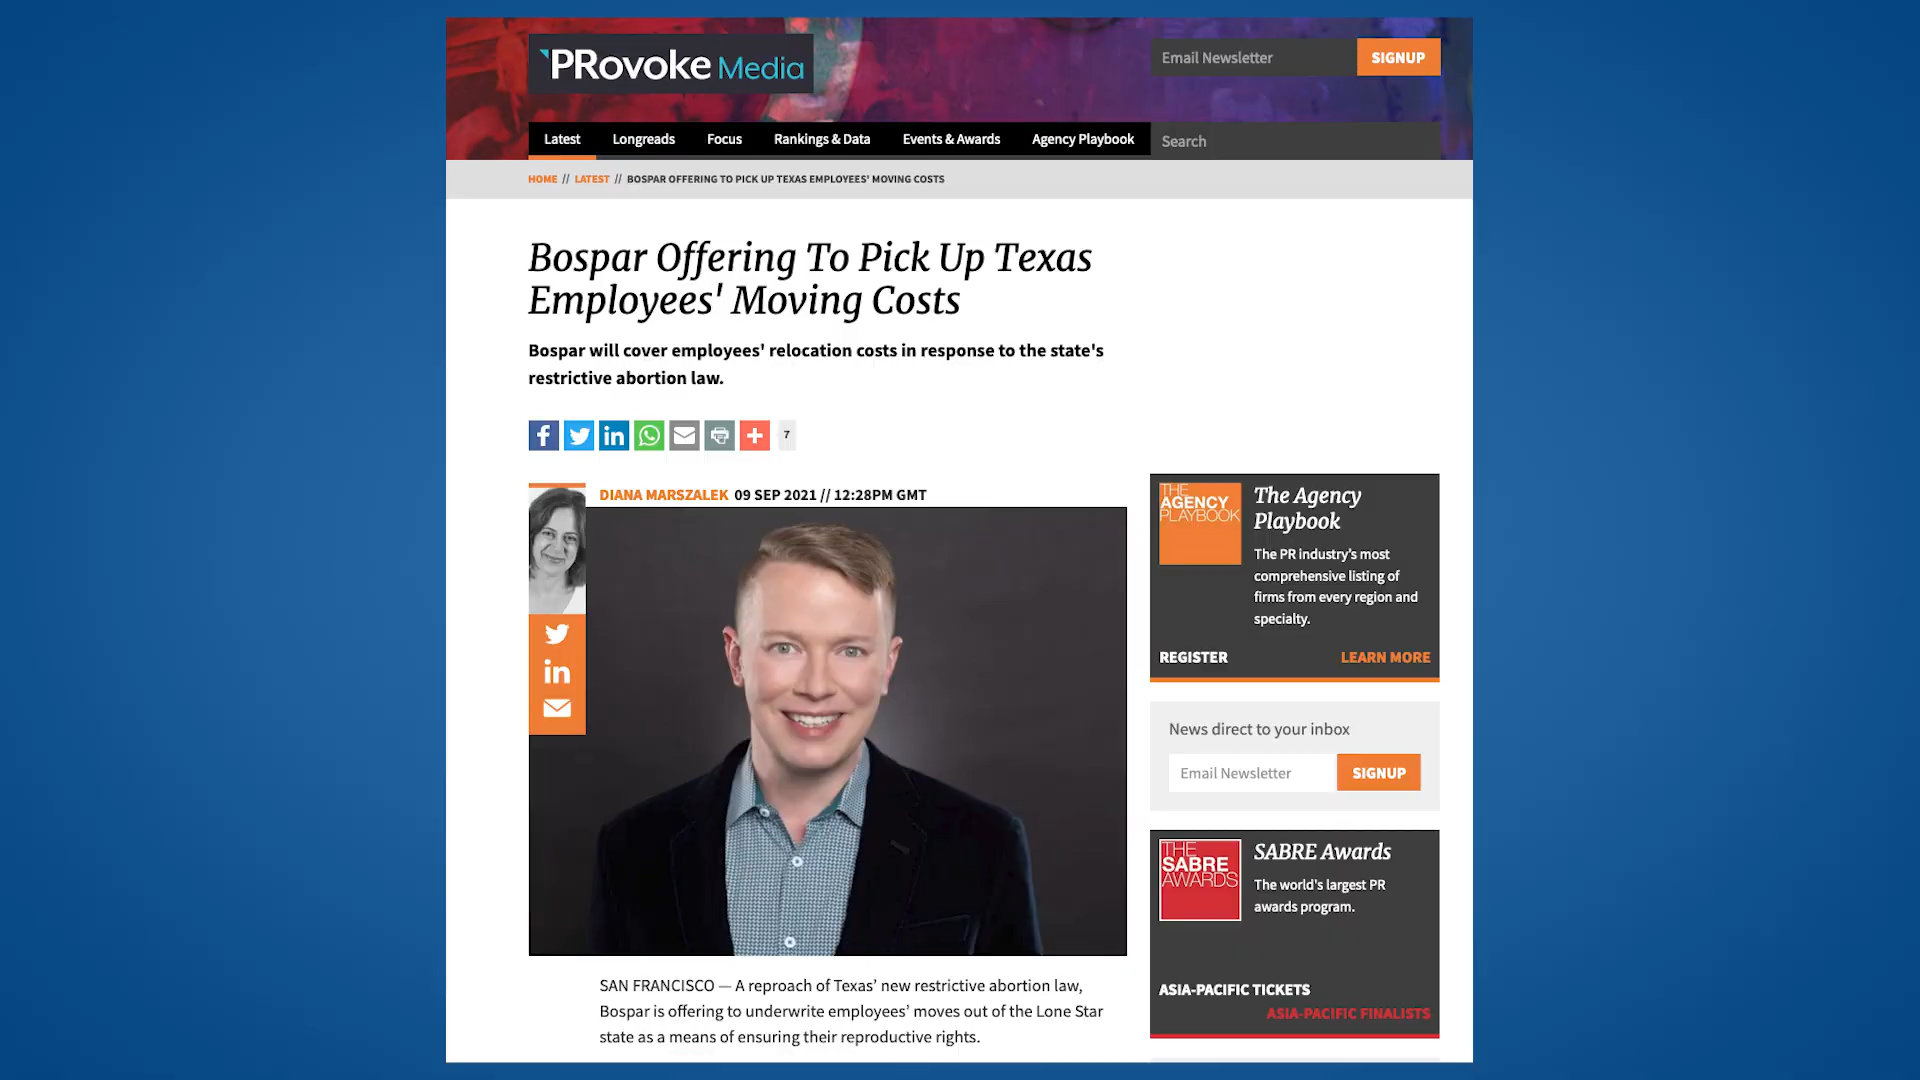 PRovoke Media
Email Newsletter
SIGNUP
Latest
Longreads
Focus
Rankings & Data
Events & Awards
Agency Playbook
Search
HOME // LATEST // BOSPAR OFFERING TO PICK UP TEXAS EMPLOYEES' MOVING COSTS
Bospar Offering To Pick Up Texas
Employees' Moving Costs
Bospar will cover employees' relocation costs in response to the state's
restrictive abortion law.
7
DIANA MARSZALEK 09 SEP 2021 // 12:28PM GMT
SAN FRANCISCO — A reproach of Texas’ new restrictive abortion law,
Bospar is offering to underwrite employees’ moves out of the Lone Star
state as a means of ensuring their reproductive rights.
THE
AGENCY
PLAYBOOK
The Agency
Playbook
The PR industry's most
comprehensive listing of
firms from every region and
specialty.
REGISTER
LEARN MORE
News direct to your inbox
Email Newsletter
SIGNUP
THE
SABRE
AWARDS
SABRE Awards
The world's largest PR
awards program.
ASIA-PACIFIC TICKETS
ASIA-PACIFIC FINALISTS